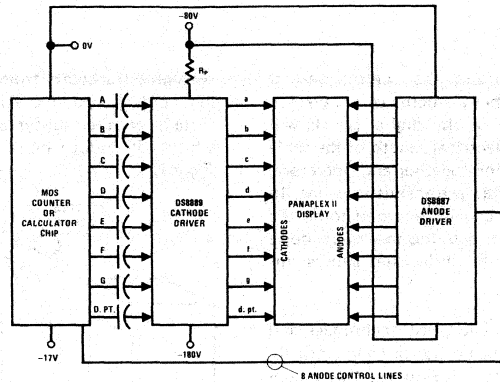 -80V
0V
RP
A
B
C
D
E
F
G
D. PT.
MOS
COUNTER
OR
CALCULATOR
CHIP
DS8889
CATHODE
DRIVER
a
b
c
d
e
f
g
d. pt.
PANAPLEX II
DISPLAY
CATHODES
ANODES
DS8887
ANODE
DRIVER
-17V
-180V
8 ANODE CONTROL LINES